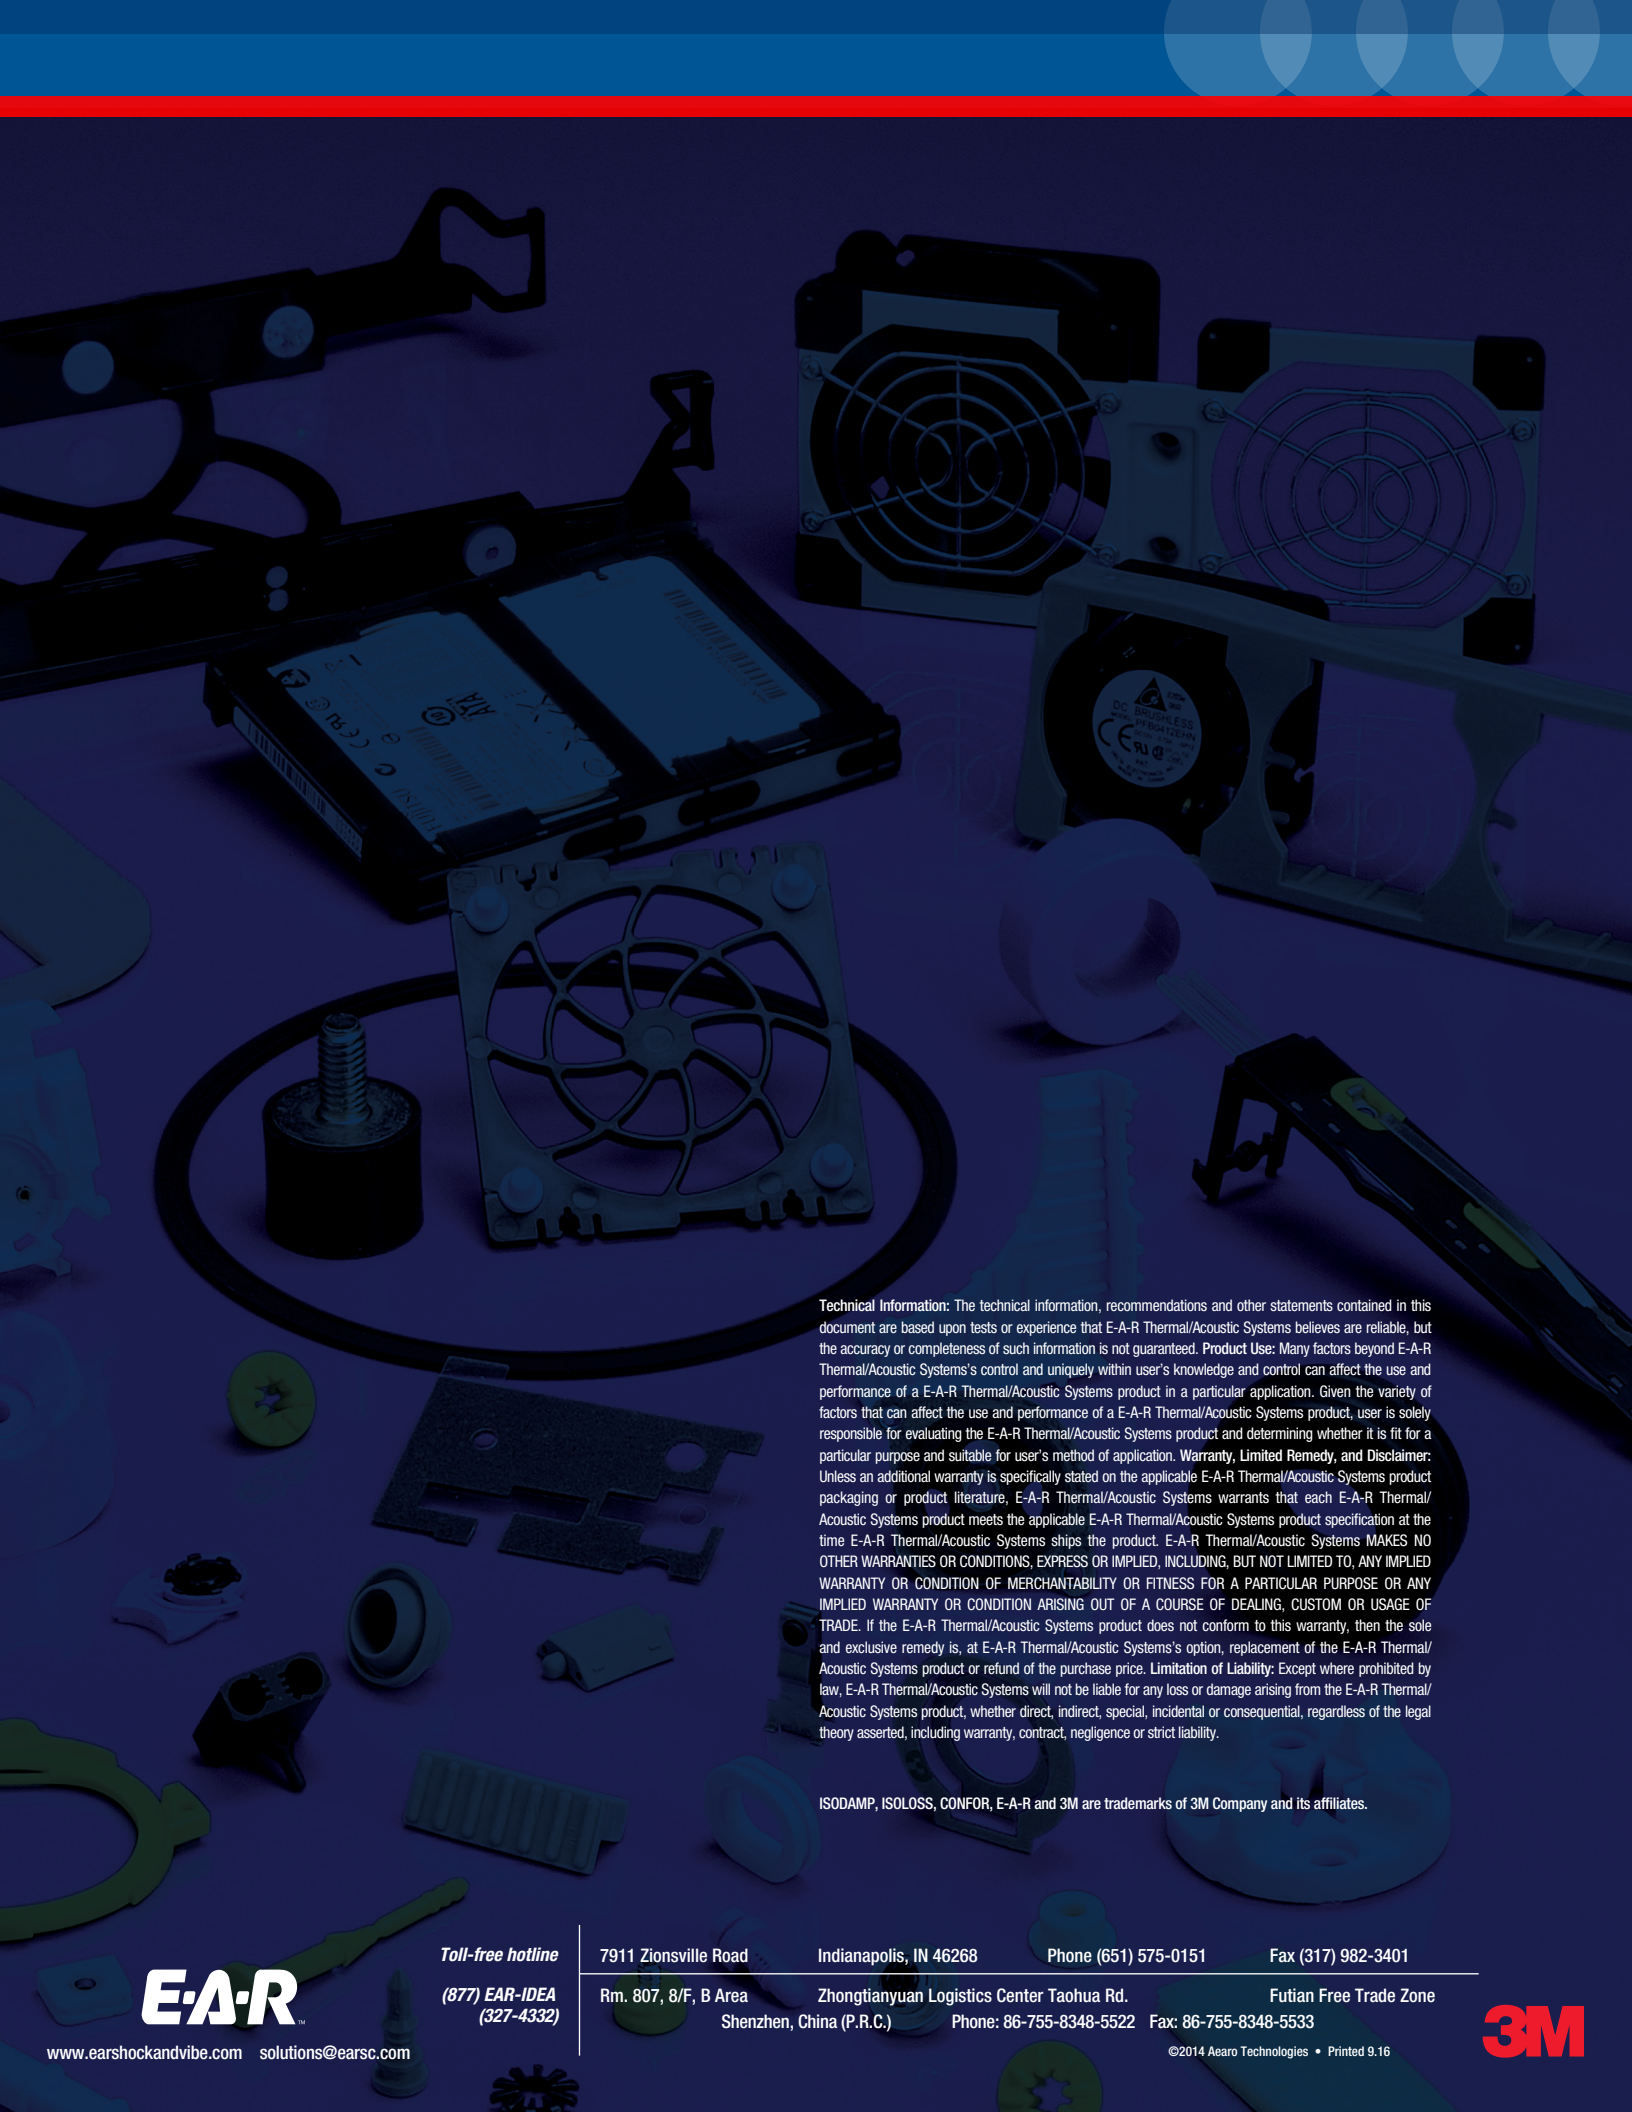 DC BRUSHLESS
Technical Information: The technical information, recommendations and other statements contained in this
document are based upon tests or experience that E-A-R Thermal/Acoustic Systems believes are reliable, but
the accuracy or completeness of such information is not guaranteed. Product Use: Many factors beyond E-A-R
Thermal/Acoustic Systems's control and uniquely within user's knowledge and control can affect the use and
performance of a E-A-R Thermal/Acoustic Systems product in a particular application. Given the variety of
factors that can affect the use and performance of a E-A-R Thermal/Acoustic Systems product, user is solely
responsible for evaluating the E-A-R Thermal/Acoustic Systems product and determining whether it is fit for a
particular purpose and suitable for user's method of application. Warranty, Limited Remedy, and Disclaimer:
Unless an additional warranty is specifically stated on the applicable E-A-R Thermal/Acoustic Systems product
packaging or product literature, E-A-R Thermal/Acoustic Systems warrants that each E-A-R Thermal/
Acoustic Systems product meets the applicable E-A-R Thermal/Acoustic Systems product specification at the
time E-A-R Thermal/Acoustic Systems ships the product. E-A-R Thermal/Acoustic Systems MAKES NO
OTHER WARRANTIES OR CONDITIONS, EXPRESS OR IMPLIED, INCLUDING, BUT NOT LIMITED TO, ANY IMPLIED
WARRANTY OR CONDITION OF MERCHANTABILITY OR FITNESS FOR A PARTICULAR PURPOSE OR ANY
IMPLIED WARRANTY OR CONDITION ARISING OUT OF A COURSE OF DEALING, CUSTOM OR USAGE OF
TRADE. If the E-A-R Thermal/Acoustic Systems product does not conform to this warranty, then the sole
and exclusive remedy is, at E-A-R Thermal/Acoustic Systems's option, replacement of the E-A-R Thermal/
Acoustic Systems product or refund of the purchase price. Limitation of Liability: Except where prohibited by
law, E-A-R Thermal/Acoustic Systems will not be liable for any loss or damage arising from the E-A-R Thermal/
Acoustic Systems product, whether direct, indirect, special, incidental or consequential, regardless of the legal
theory asserted, including warranty, contract, negligence or strict liability.
ISODAMP, ISOLOSS, CONFOR, E-A-R and 3M are trademarks of 3M Company and its affiliates.
E·A·R™
www.earshockandvibe.com solutions@earsc.com
Toll-free hotline
(877) EAR-IDEA
(327-4332)
7911 Zionsville Road Indianapolis, IN 46268 Phone (651) 575-0151 Fax (317) 982-3401
Rm. 807, 8/F, B Area Zhongtianyuan Logistics Center Taohua Rd. Futian Free Trade Zone
Shenzhen, China (P.R.C.) Phone: 86-755-8348-5522 Fax: 86-755-8348-5533
©2014 Aearo Technologies • Printed 9.16
3M